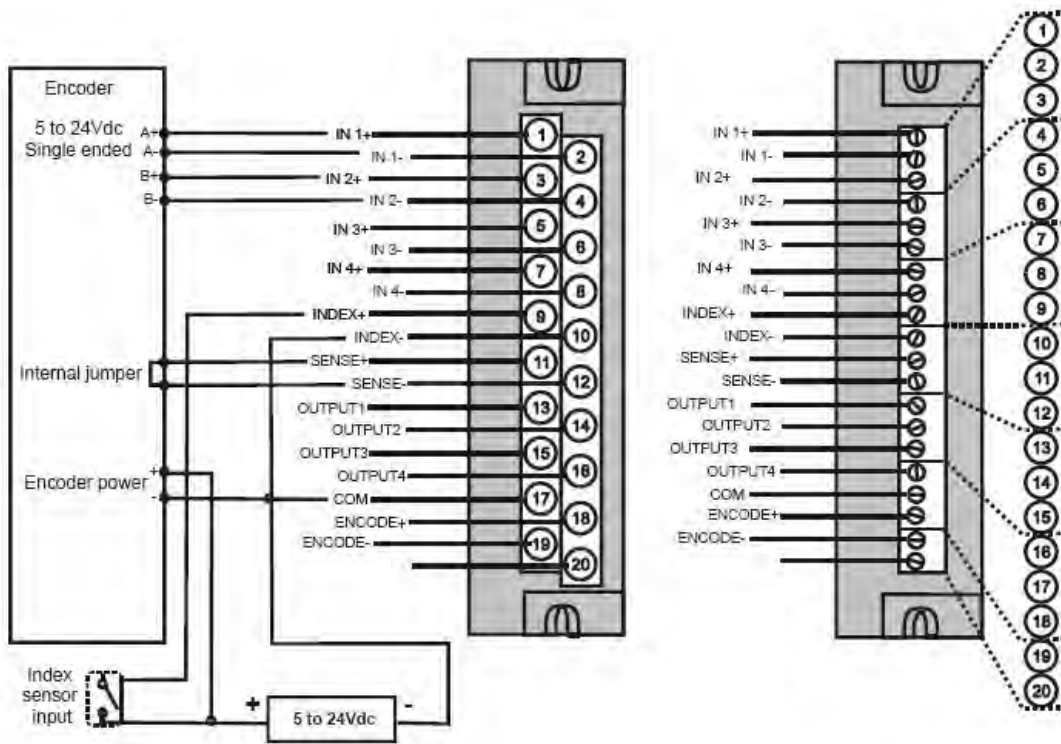 Encoder
5 to 24Vdc
Single ended
A+
A-
B+
B-
Internal jumper
Encoder power
+
-
Index
sensor
input
+
5 to 24Vdc
-
IN 1+
IN 1-
IN 2+
IN 2-
IN 3+
IN 3-
IN 4+
IN 4-
INDEX+
INDEX-
SENSE+
SENSE-
OUTPUT1
OUTPUT2
OUTPUT3
OUTPUT4
COM
ENCODE+
ENCODE-
1
2
3
4
5
6
7
8
9
10
11
12
13
14
15
16
17
18
19
20
IN 1+
IN 1-
IN 2+
IN 2-
IN 3+
IN 3-
IN 4+
IN 4-
INDEX+
INDEX-
SENSE+
SENSE-
OUTPUT1
OUTPUT2
OUTPUT3
OUTPUT4
COM
ENCODE+
ENCODE-
1
2
3
4
5
6
7
8
9
10
11
12
13
14
15
16
17
18
19
20